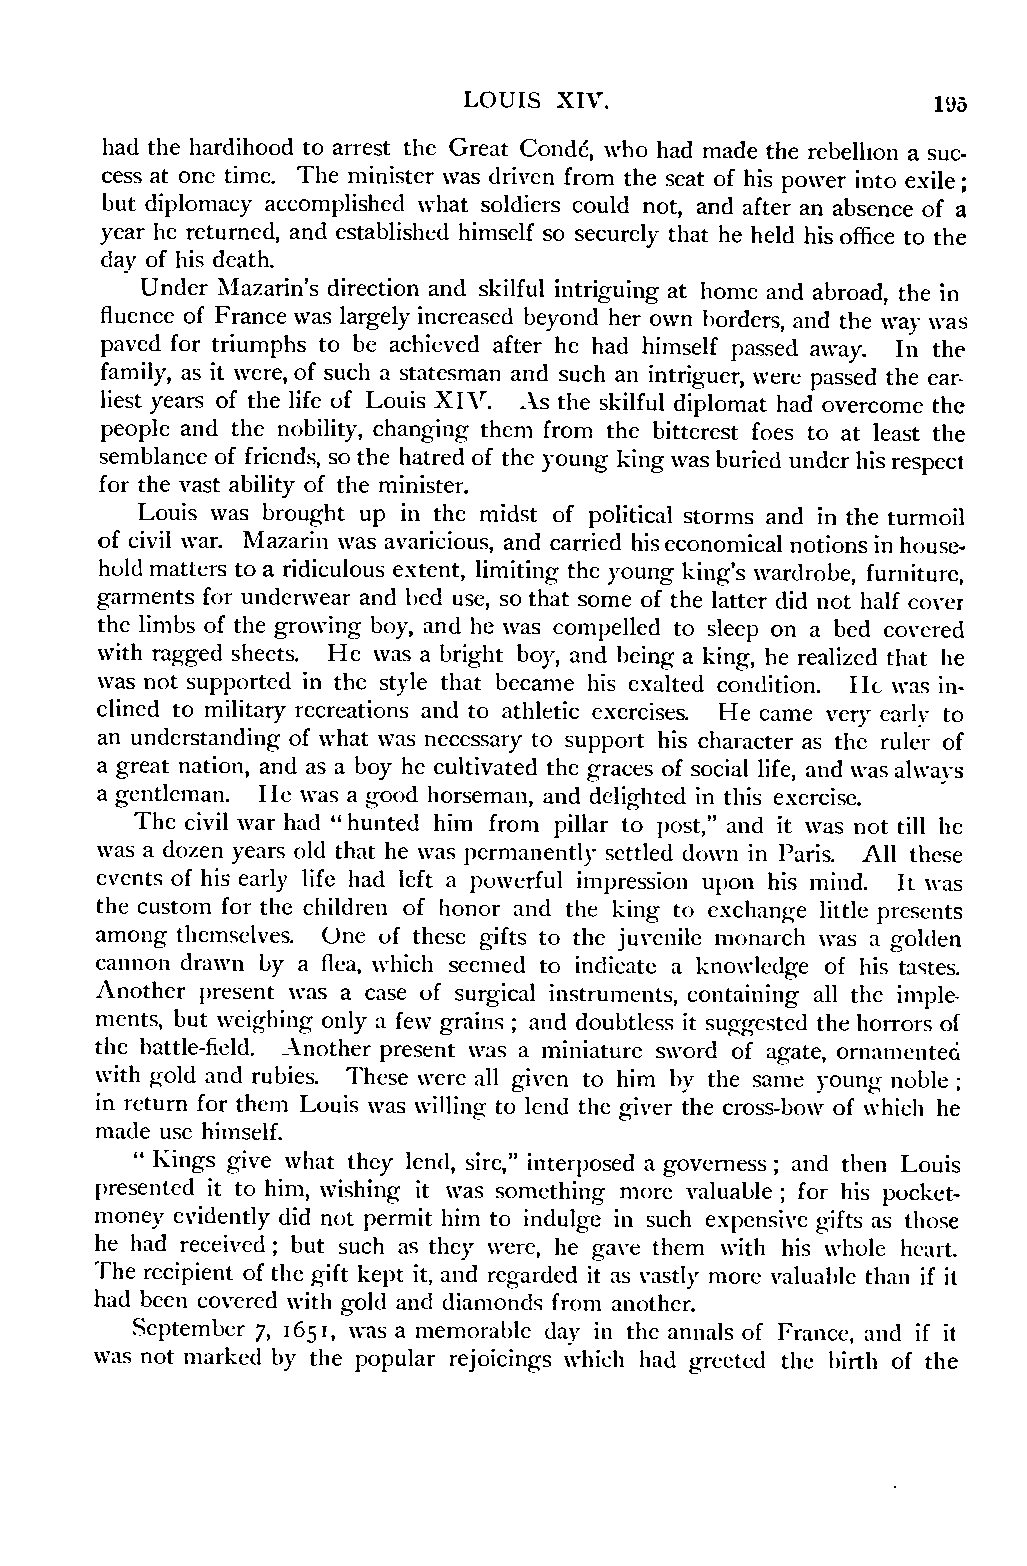 LOUIS XIV. 195
had the hardihood to arrest the Great Condé, who had made the rebellion a suc-
cess at one time. The minister was driven from the seat of his power into exile;
but diplomacy accomplished what soldiers could not, and after an absence of a
year he returned, and established himself so securely that he held his office to the
day of his death.
Under Mazarin's direction and skilful intriguing at home and abroad, the in
fluence of France was largely increased beyond her own borders, and the way was
paved for triumphs to be achieved after he had himself passed away. In the
family, as it were, of such a statesman and such an intriguer, were passed the ear-
liest years of the life of Louis XIV. As the skilful diplomat had overcome the
people and the nobility, changing them from the bitterest foes to at least the
semblance of friends, so the hatred of the young king was buried under his respect
for the vast ability of the minister.
Louis was brought up in the midst of political storms and in the turmoil
of civil war. Mazarin was avaricious, and carried his economical notions in house-
hold matters to a ridiculous extent, limiting the young king's wardrobe, furniture,
garments for underwear and bed use, so that some of the latter did not half cover
the limbs of the growing boy, and he was compelled to sleep on a bed covered
with ragged sheets. He was a bright boy, and being a king, he realized that he
was not supported in the style that became his exalted condition. He was in-
clined to military recreations and to athletic exercises. He came very early to
an understanding of what was necessary to support his character as the ruler of
a great nation, and as a boy he cultivated the graces of social life, and was always
a gentleman. He was a good horseman, and delighted in this exercise.
The civil war had "hunted him from pillar to post," and it was not till he
was a dozen years old that he was permanently settled down in Paris. All these
events of his early life had left a powerful impression upon his mind. It was
the custom for the children of honor and the king to exchange little presents
among themselves. One of these gifts to the juvenile monarch was a golden
cannon drawn by a flea, which seemed to indicate a knowledge of his tastes.
Another present was a case of surgical instruments, containing all the imple-
ments, but weighing only a few grains; and doubtless it suggested the horrors of
the battle-field. Another present was a miniature sword of agate, ornamented
with gold and rubies. These were all given to him by the same young noble;
in return for them Louis was willing to lend the giver the cross-bow of which he
made use himself.
"Kings give what they lend, sire," interposed a governess; and then Louis
presented it to him, wishing it was something more valuable; for his pocket-
money evidently did not permit him to indulge in such expensive gifts as those
he had received; but such as they were, he gave them with his whole heart.
The recipient of the gift kept it, and regarded it as vastly more valuable than if it
had been covered with gold and diamonds from another.
September 7, 1651, was a memorable day in the annals of France, and if it
was not marked by the popular rejoicings which had greeted the birth of the